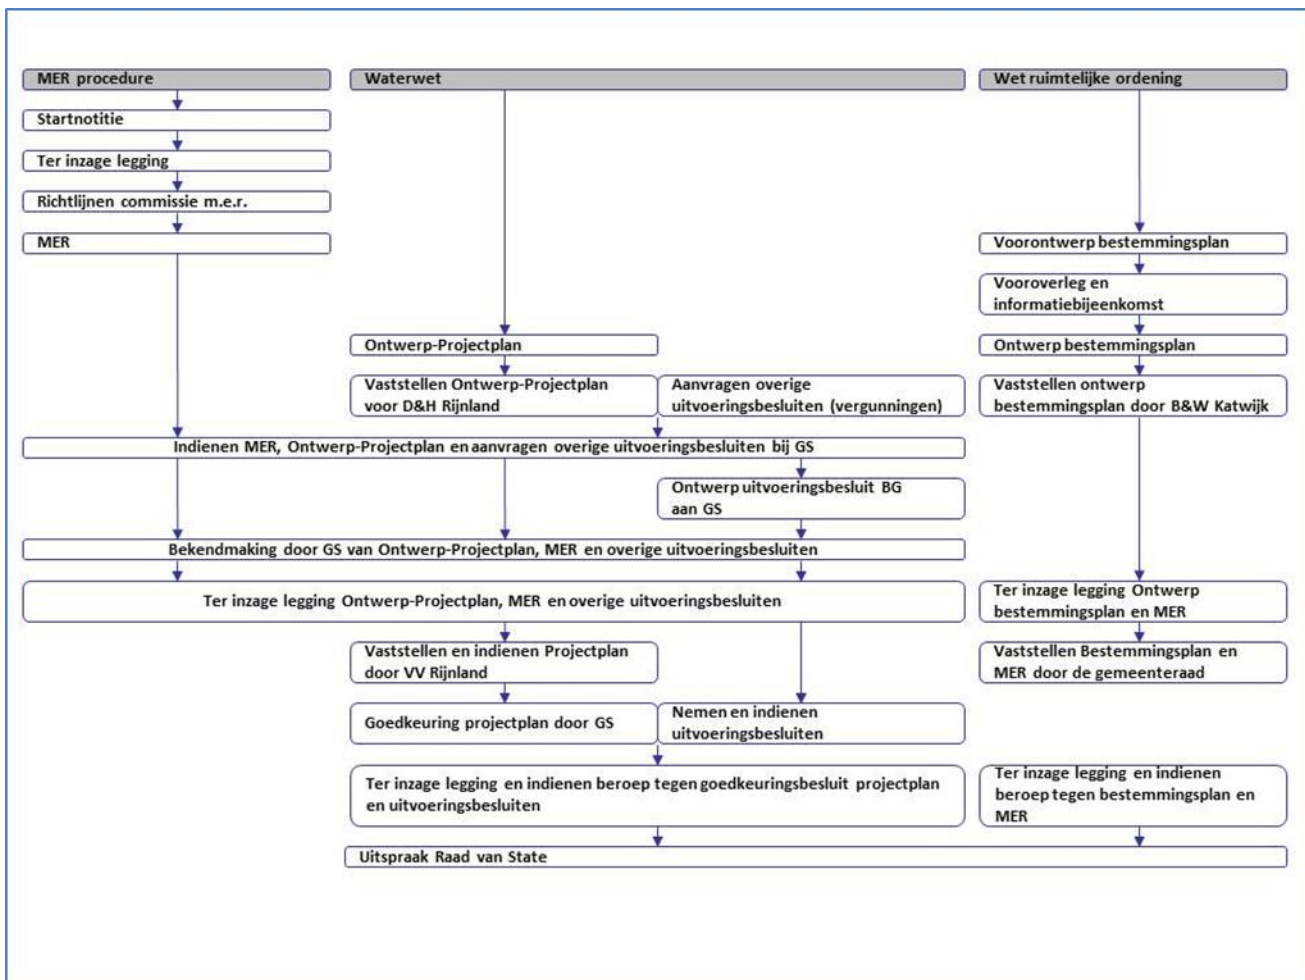 MER procedure
Waterwet
Wet ruimtelijke ordening
Startnotitie
Ter inzage legging
Richtlijnen commissie m.e.r.
MER
Voorontwerp bestemmingsplan
Vooroverleg en
informatiebijeenkomst
Ontwerp-Projectplan
Ontwerp bestemmingsplan
Vaststellen Ontwerp-Projectplan
voor D&H Rijnland
Aanvragen overige
uitvoeringsbesluiten (vergunningen)
Vaststellen ontwerp
bestemmingsplan door B&W Katwijk
Indienen MER, Ontwerp-Projectplan en aanvragen overige uitvoeringsbesluiten bij GS
Ontwerp uitvoeringsbesluit BG
aan GS
Bekendmaking door GS van Ontwerp-Projectplan, MER en overige uitvoeringsbesluiten
Ter inzage legging Ontwerp-Projectplan, MER en overige uitvoeringsbesluiten
Ter inzage legging Ontwerp
bestemmingsplan en MER
Vaststellen en indienen Projectplan
door VV Rijnland
Vaststellen Bestemmingsplan en
MER door de gemeenteraad
Goedkeuring projectplan door GS
Nemen en indienen
uitvoeringsbesluiten
Ter inzage legging en indienen beroep tegen goedkeuringsbesluit projectplan
en uitvoeringsbesluiten
Ter inzage legging en indienen
beroep tegen bestemmingsplan en
MER
Uitspraak Raad van State